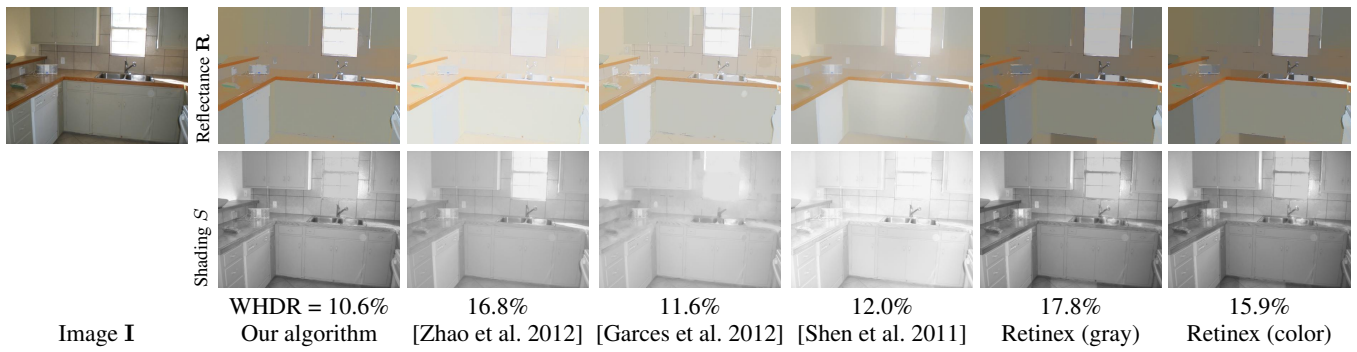 Reflectance R
Shading S
WHDR = 10.6% 16.8% 11.6% 12.0% 17.8% 15.9%
Image I Our algorithm [Zhao et al. 2012] [Garces et al. 2012] [Shen et al. 2011] Retinex (gray) Retinex (color)